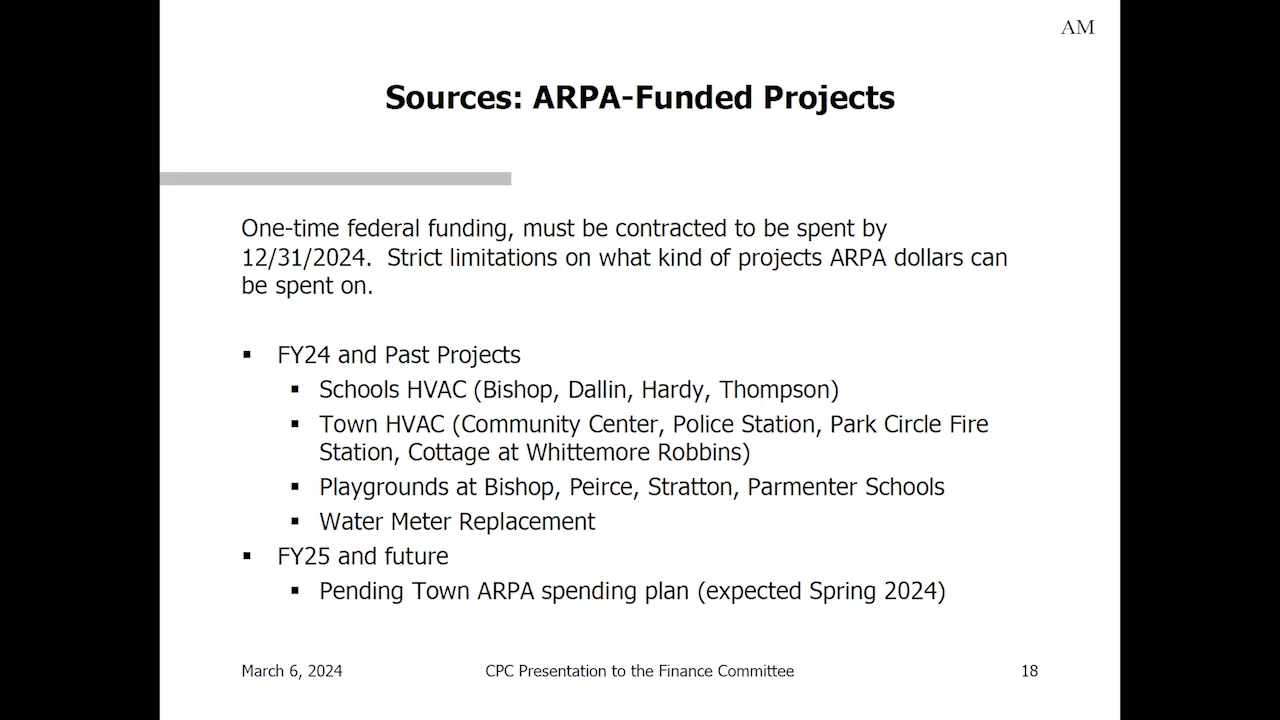 AM
Sources: ARPA-Funded Projects
One-time federal funding, must be contracted to be spent by
12/31/2024.  Strict limitations on what kind of projects ARPA dollars can
be spent on.
▪ FY24 and Past Projects
▪ Schools HVAC (Bishop, Dallin, Hardy, Thompson)
▪ Town HVAC (Community Center, Police Station, Park Circle Fire
Station, Cottage at Whittemore Robbins)
▪ Playgrounds at Bishop, Peirce, Stratton, Parmenter Schools
▪ Water Meter Replacement
▪ FY25 and future
▪ Pending Town ARPA spending plan (expected Spring 2024)
March 6, 2024 CPC Presentation to the Finance Committee 18